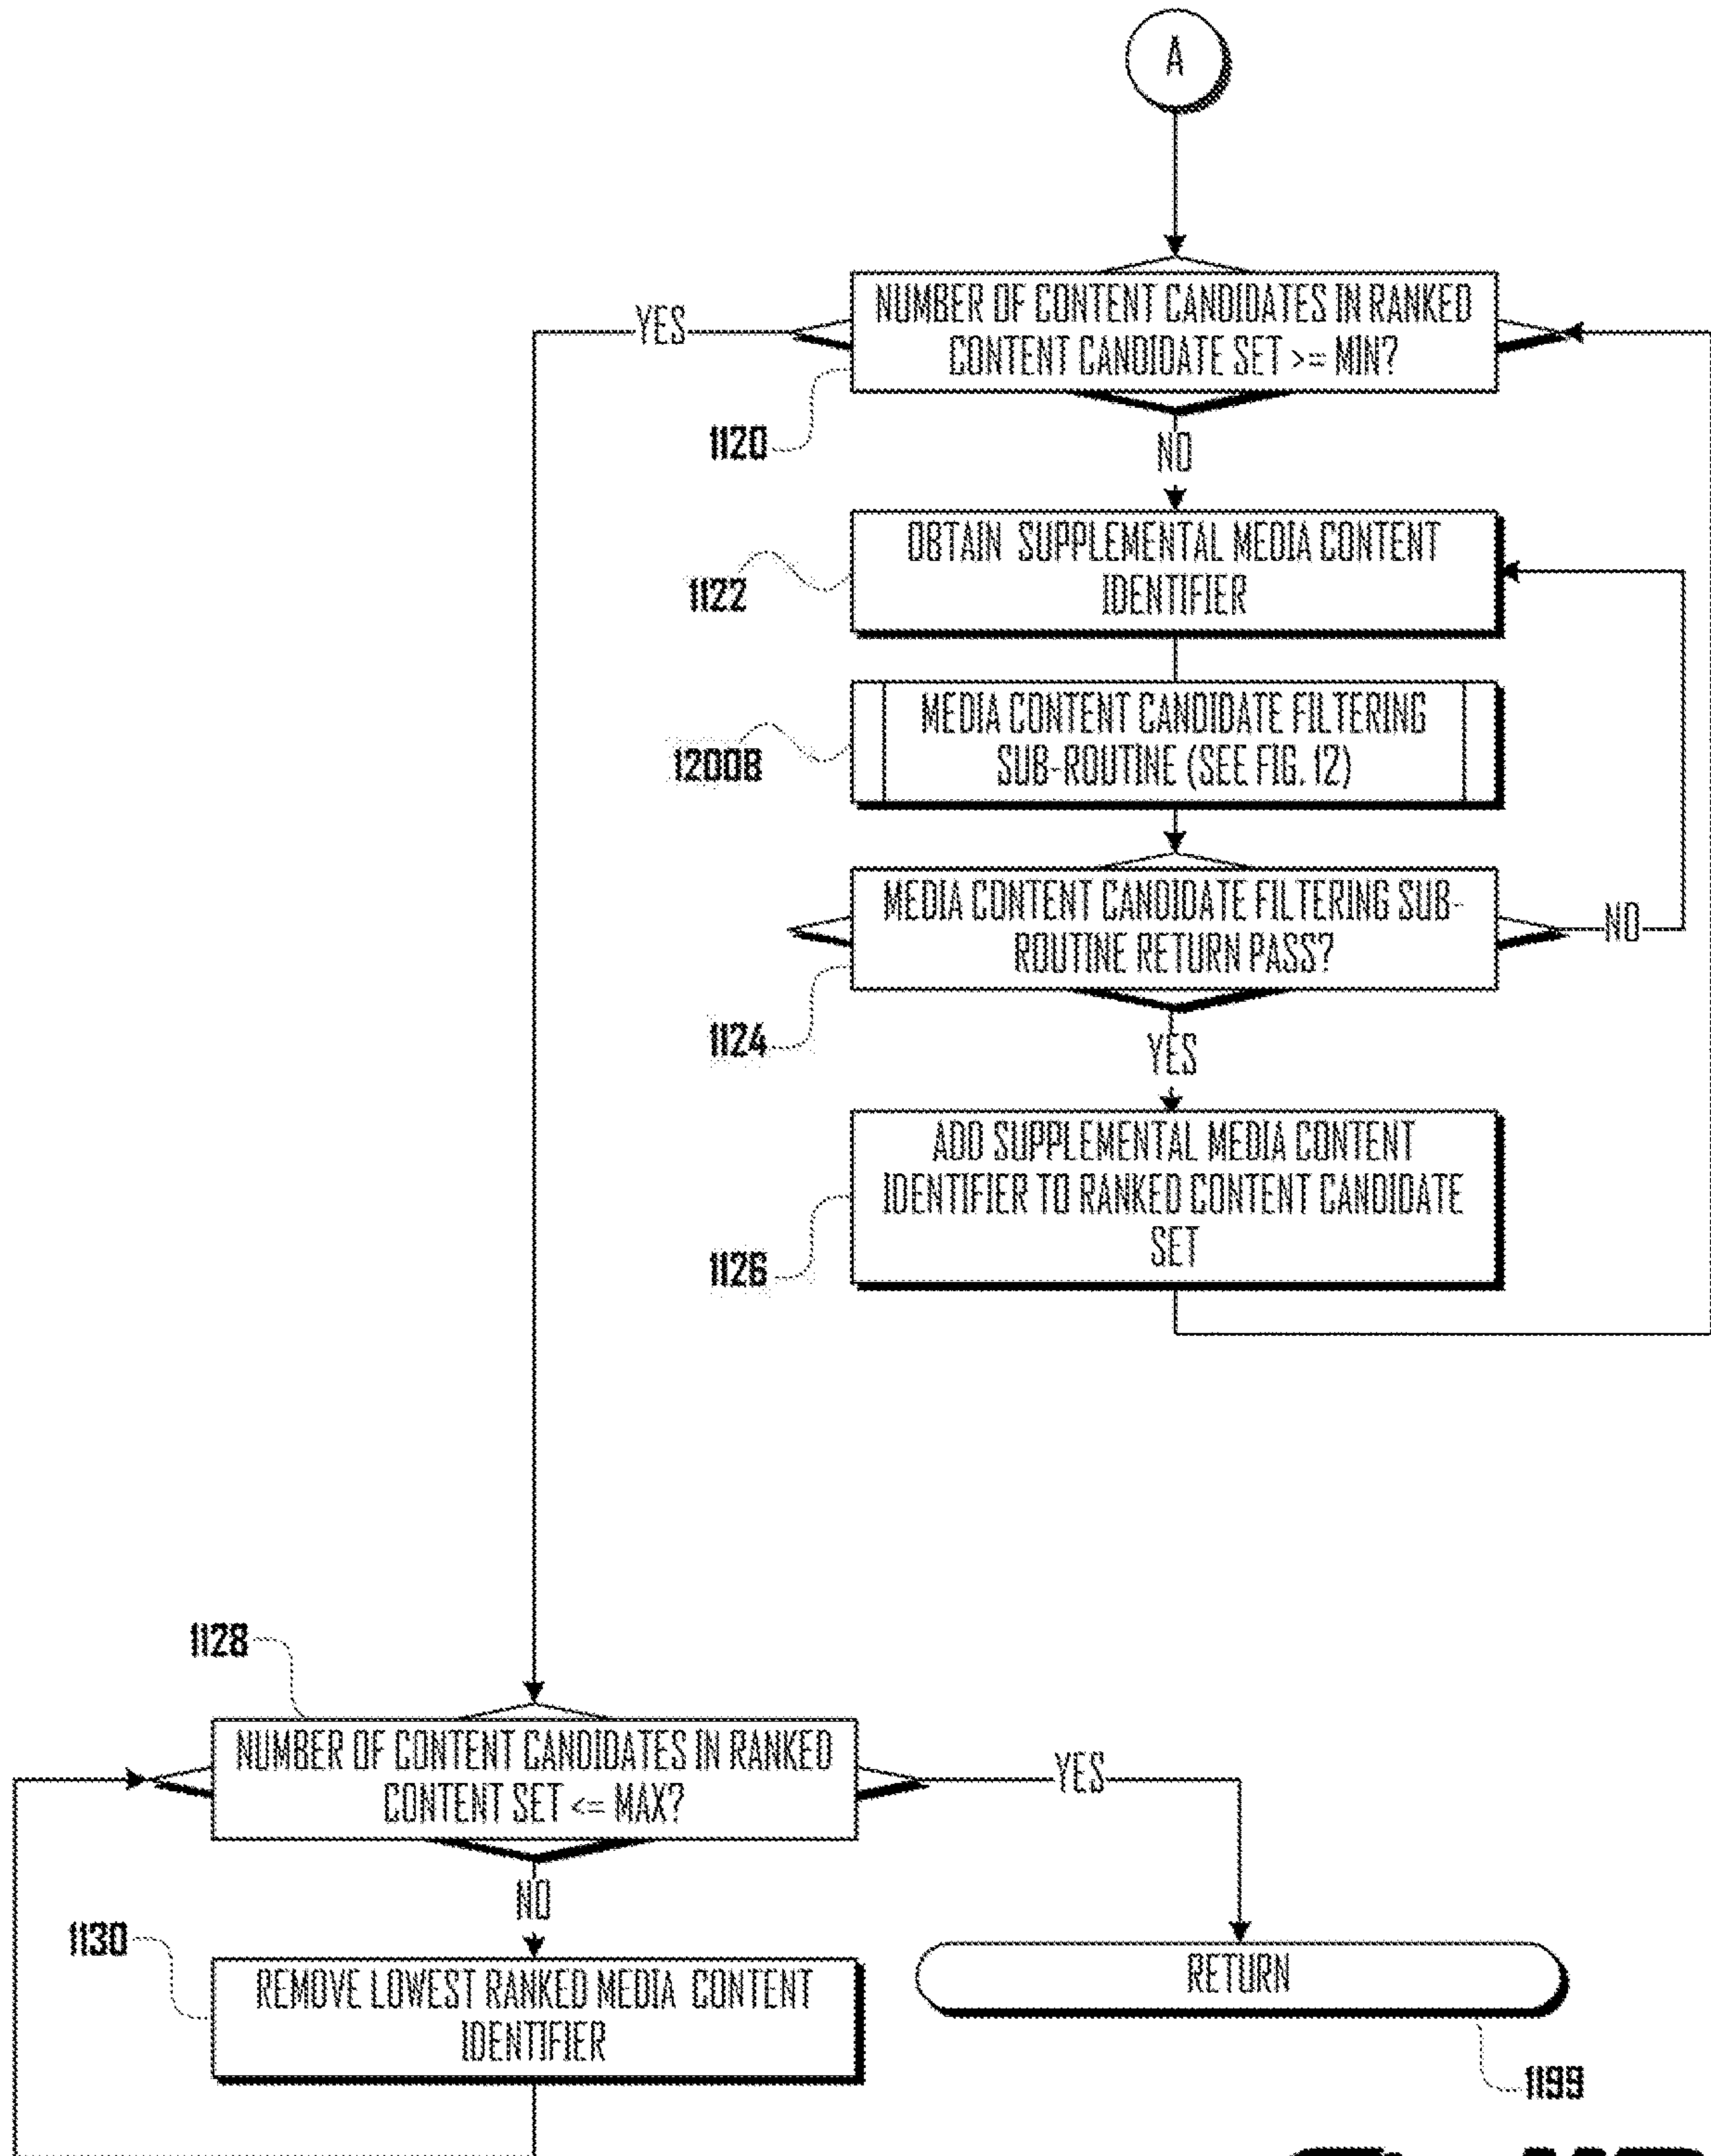 A
NUMBER OF CONTENT CANDIDATES IN RANKED
CONTENT CANDIDATE SET >= MIN?
YES
1120
NO
OBTAIN SUPPLEMENTAL MEDIA CONTENT
IDENTIFIER
1122
MEDIA CONTENT CANDIDATE FILTERING
SUB-ROUTINE (SEE FIG. 12)
1200B
MEDIA CONTENT CANDIDATE FILTERING SUB-
ROUTINE RETURN PASS?
NO
1124
YES
ADD SUPPLEMENTAL MEDIA CONTENT
IDENTIFIER TO RANKED CONTENT CANDIDATE
SET
1126
1128
NUMBER OF CONTENT CANDIDATES IN RANKED
CONTENT SET <= MAX?
YES
NO
1130
REMOVE LOWEST RANKED MEDIA CONTENT
IDENTIFIER
RETURN
1199